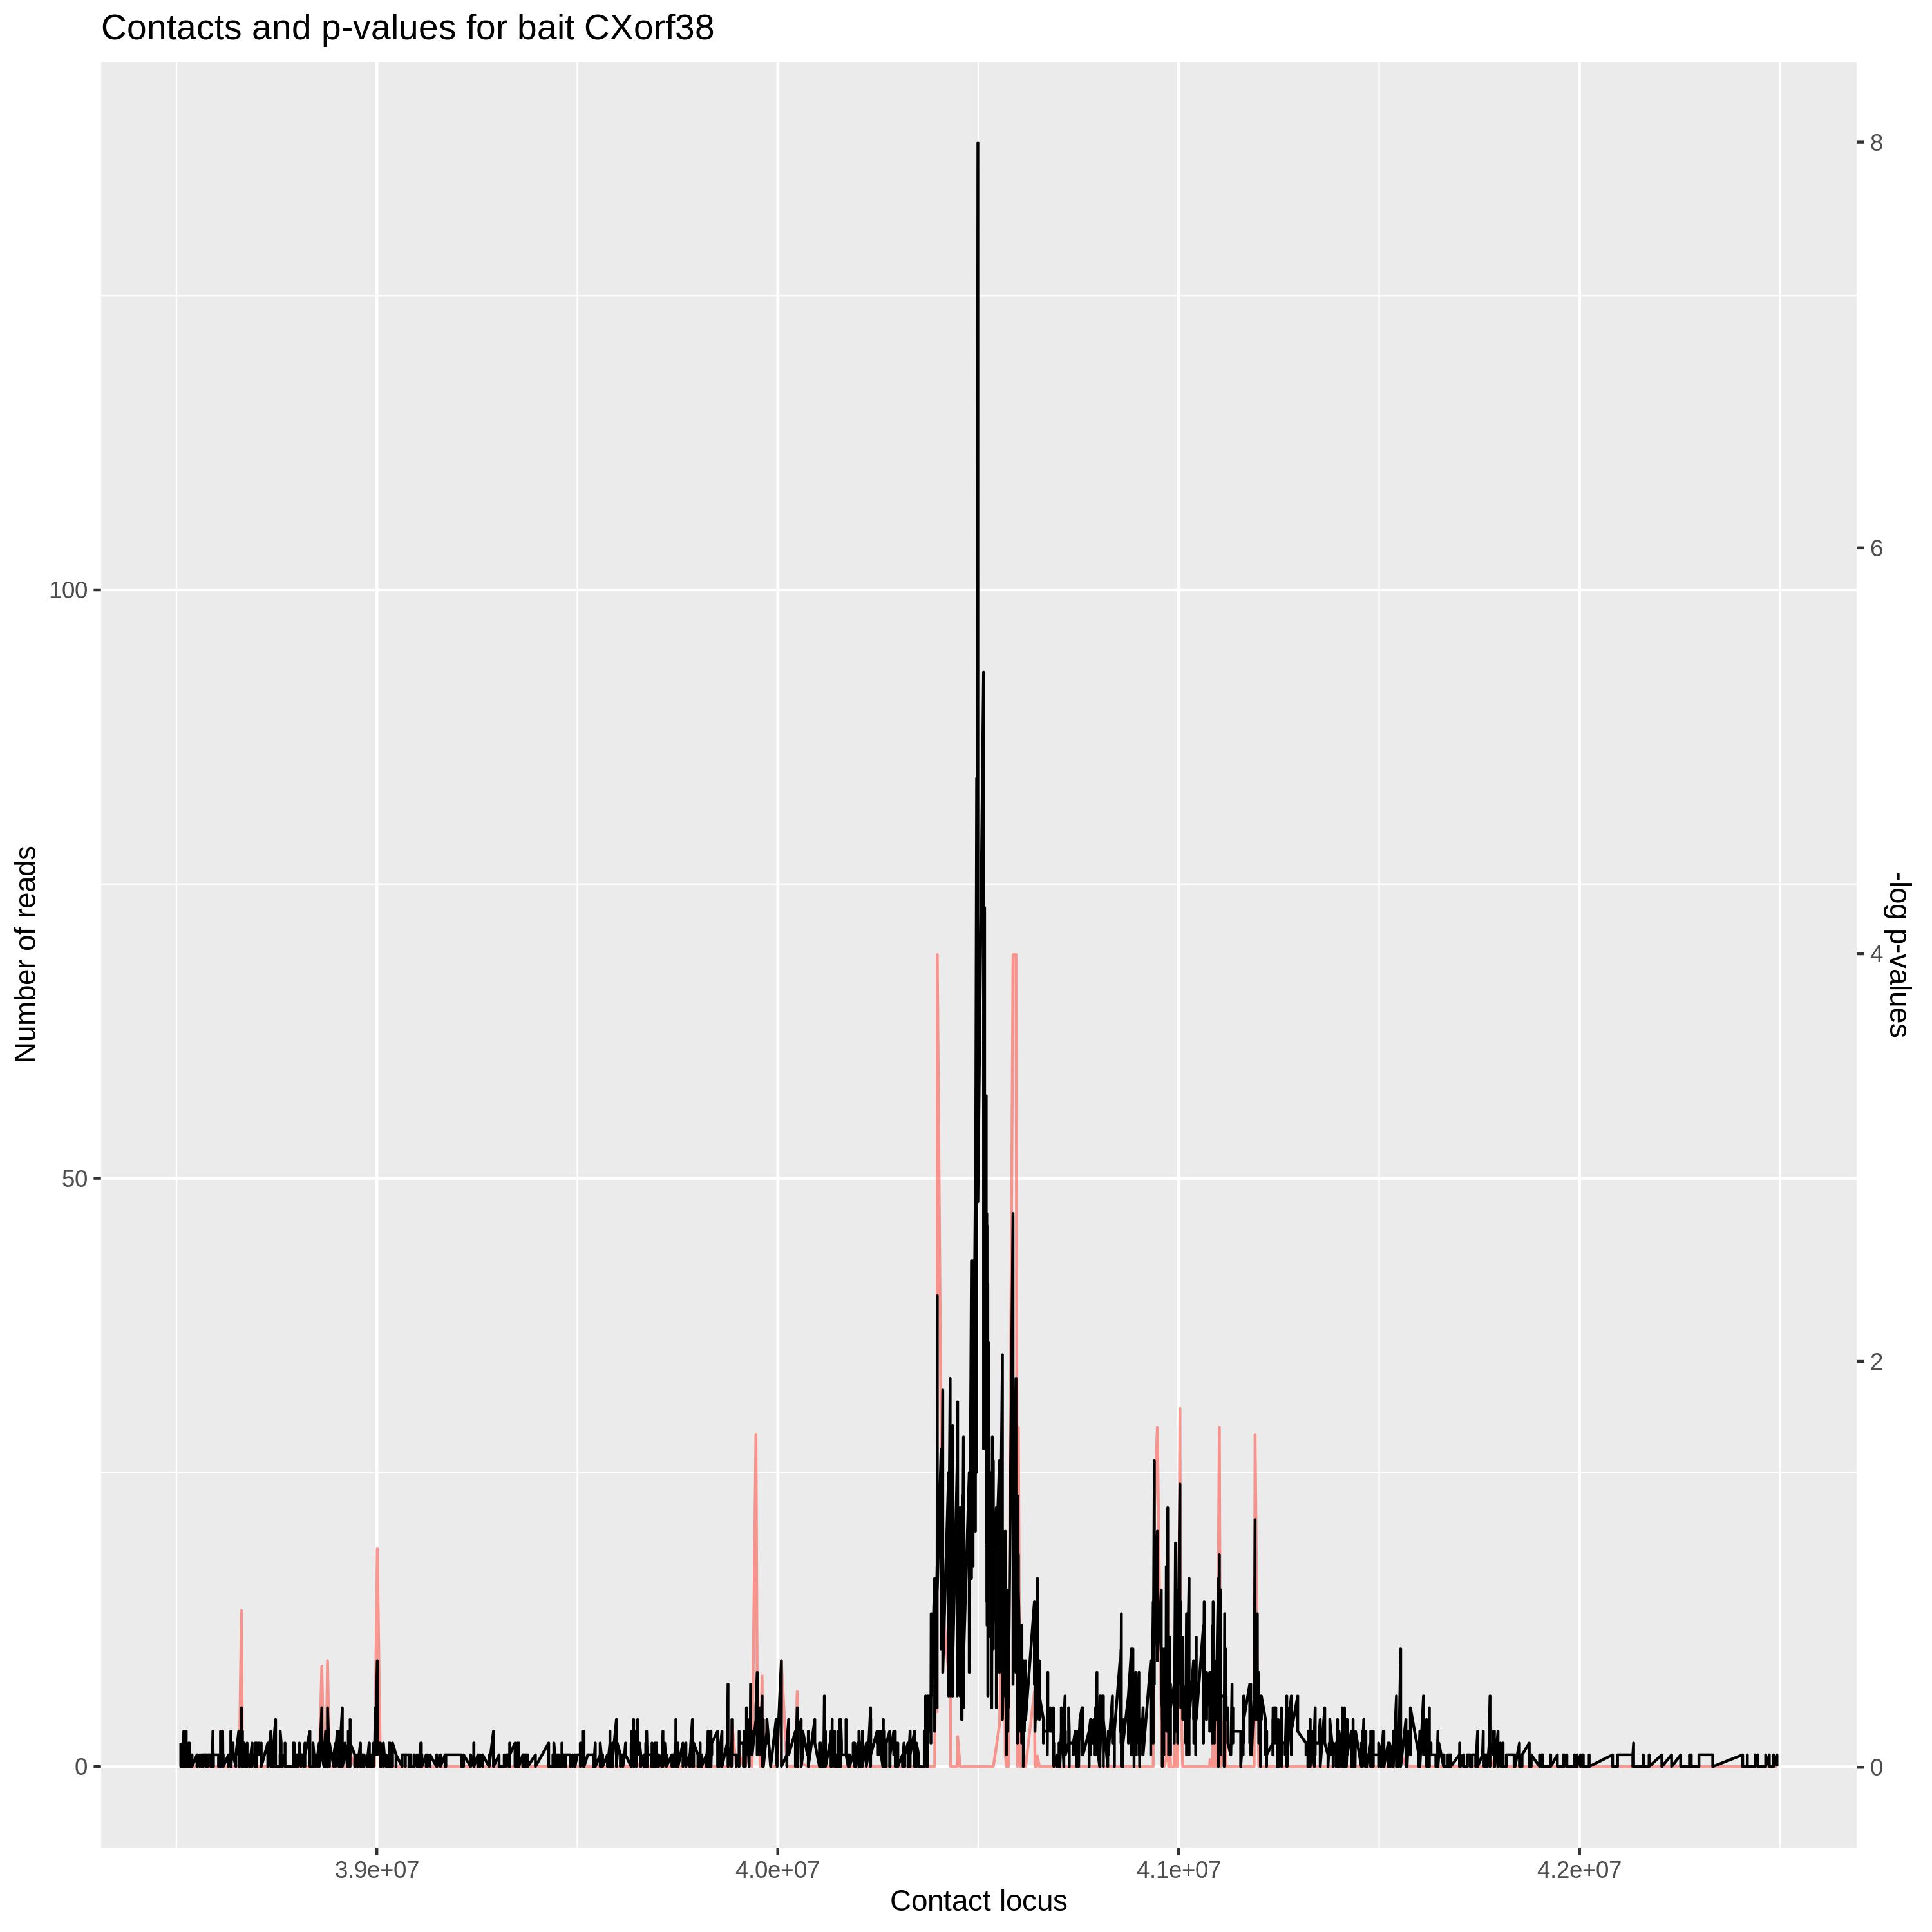 Contacts and p-values for bait CXorf38
Number of reads
100
50
0
8
6
4
2
0
-log p-values
3.9e+07
4.0e+07
4.1e+07
4.2e+07
Contact locus